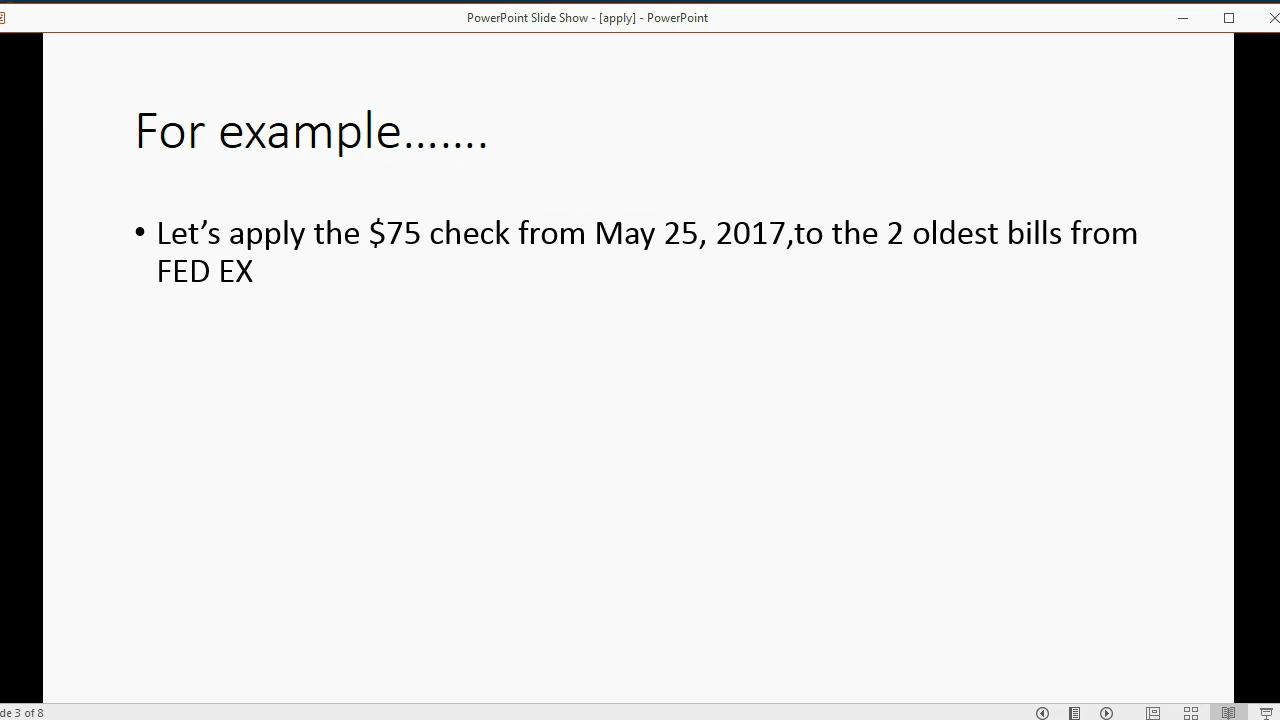 PowerPoint Slide Show - [apply] - PowerPoint
For example.......
• Let’s apply the $75 check from May 25, 2017,to the 2 oldest bills from
FED EX
de 3 of 8